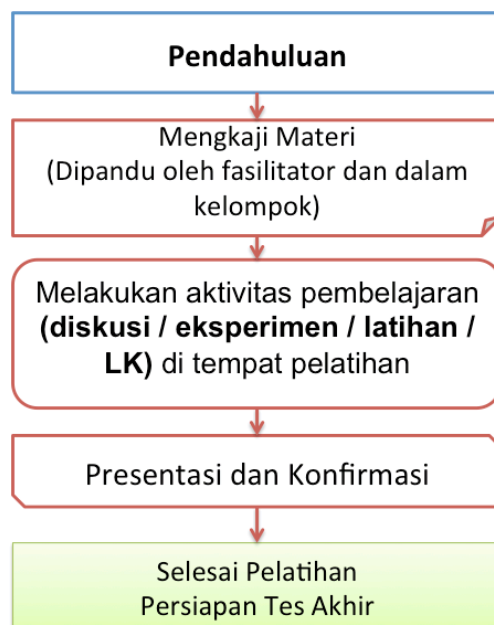 Pendahuluan
Mengkaji Materi
(Dipandu oleh fasilitator dan dalam
kelompok)
Melakukan aktivitas pembelajaran
(diskusi / eksperimen / latihan /
LK) di tempat pelatihan
Presentasi dan Konfirmasi
Selesai Pelatihan
Persiapan Tes Akhir